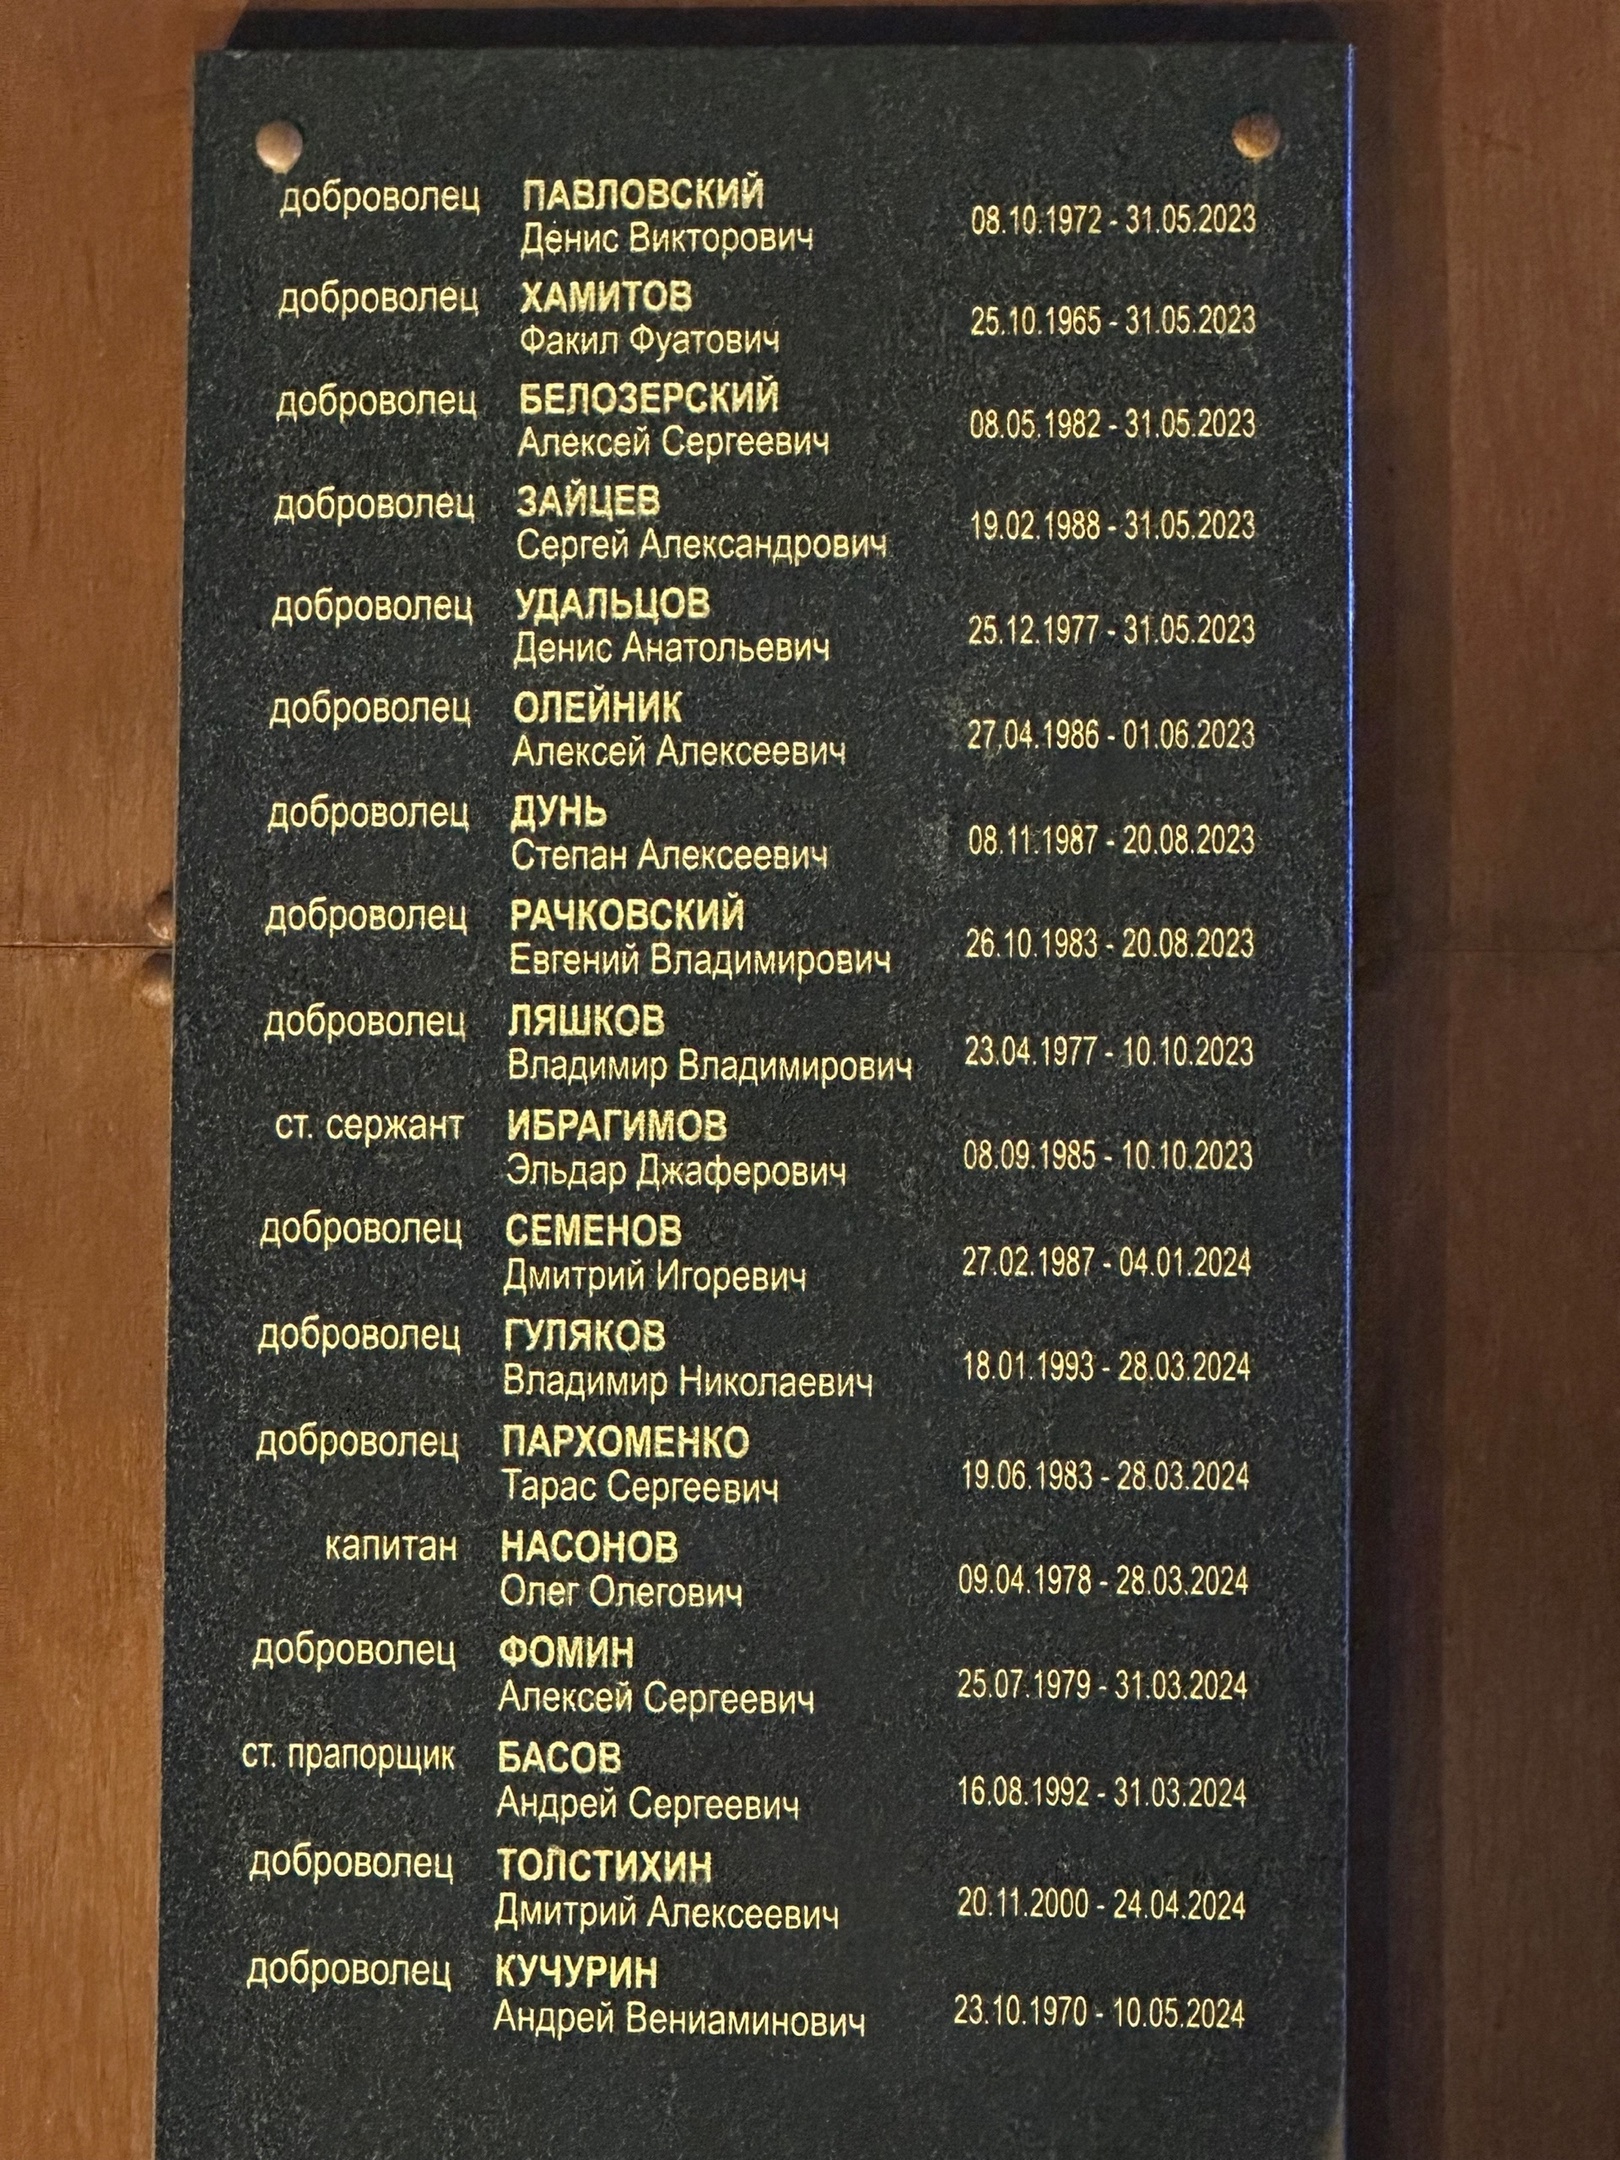 доброволец ПАВЛОВСКИЙ
Денис Викторович 08.10.1972 - 31.05.2023
доброволец ХАМИТОВ
Факил Фуатович 25.10.1965 - 31.05.2023
доброволец БЕЛОЗЕРСКИЙ
Алексей Сергеевич 08.05.1982 - 31.05.2023
доброволец ЗАЙЦЕВ
Сергей Александрович 19.02.1988 - 31.05.2023
доброволец УДАЛЬЦОВ
Денис Анатольевич 25.12.1977 - 31.05.2023
доброволец ОЛЕЙНИК
Алексей Алексеевич 27.04.1986 - 01.06.2023
доброволец ДУНЬ
Степан Алексеевич 08.11.1987 - 20.08.2023
доброволец РАЧКОВСКИЙ
Евгений Владимирович 26.10.1983 - 20.08.2023
доброволец ЛЯШКОВ
Владимир Владимирович 23.04.1977 - 10.10.2023
ст. сержант ИБРАГИМОВ
Эльдар Джаферович 08.09.1985 - 10.10.2023
доброволец СЕМЕНОВ
Дмитрий Игоревич 27.02.1987 - 04.01.2024
доброволец ГУЛЯКОВ
Владимир Николаевич 18.01.1993 - 28.03.2024
доброволец ПАРХОМЕНКО
Тарас Сергеевич 19.06.1983 - 28.03.2024
капитан НАСОНОВ
Олег Олегович 09.04.1978 - 28.03.2024
доброволец ФОМИН
Алексей Сергеевич 25.07.1979 - 31.03.2024
ст. прапорщик БАСОВ
Андрей Сергеевич 16.08.1992 - 31.03.2024
доброволец ТОЛСТИХИН
Дмитрий Алексеевич 20.11.2000 - 24.04.2024
доброволец КУЧУРИН
Андрей Вениаминович 23.10.1970 - 10.05.2024